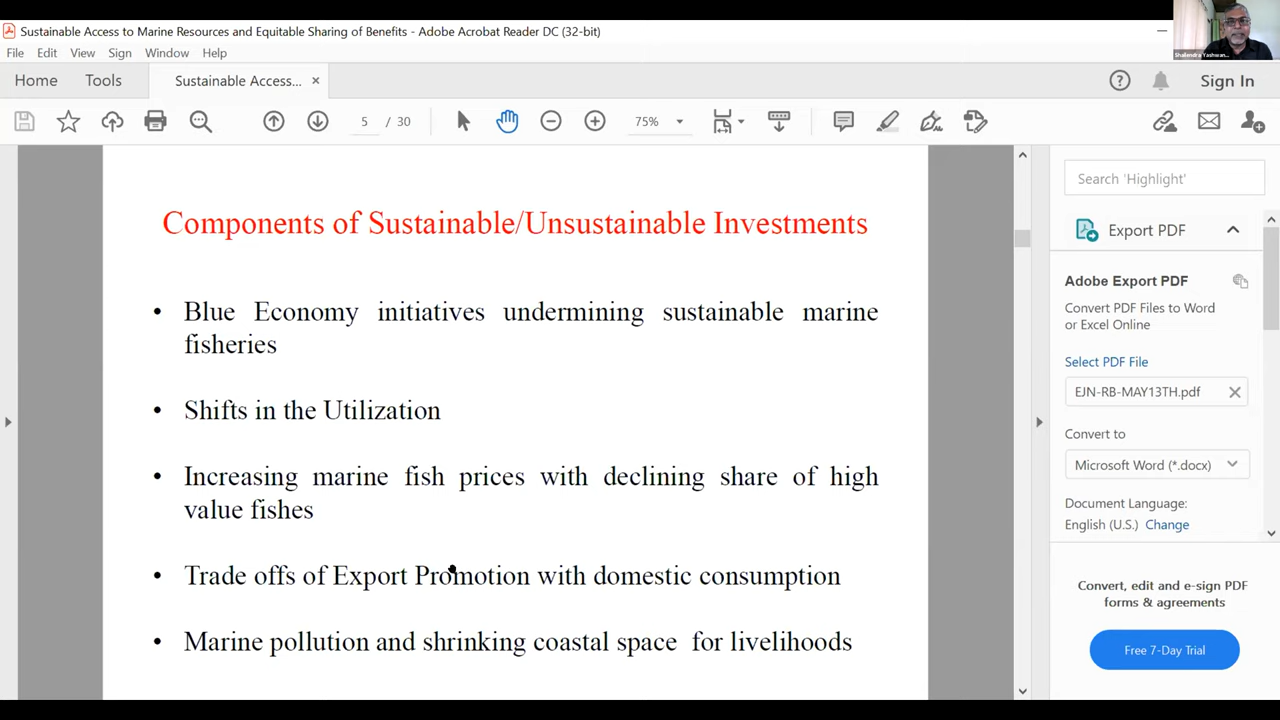 Sustainable Access to Marine Resources and Equitable Sharing of Benefits - Adobe Acrobat Reader DC (32-bit)
File Edit View Sign Window Help
Home Tools Sustainable Access... ×
Sign In
5 / 30
75%
Components of Sustainable/Unsustainable Investments
• Blue Economy initiatives undermining sustainable marine
fisheries
• Shifts in the Utilization
• Increasing marine fish prices with declining share of high
value fishes
• Trade offs of Export Promotion with domestic consumption
• Marine pollution and shrinking coastal space for livelihoods
Search 'Highlight'
Export PDF
Adobe Export PDF
Convert PDF Files to Word
or Excel Online
Select PDF File
EJN-RB-MAY13TH.pdf
Convert to
Microsoft Word (*.docx)
Document Language:
English (U.S.) Change
Convert, edit and e-sign PDF
forms & agreements
Free 7-Day Trial